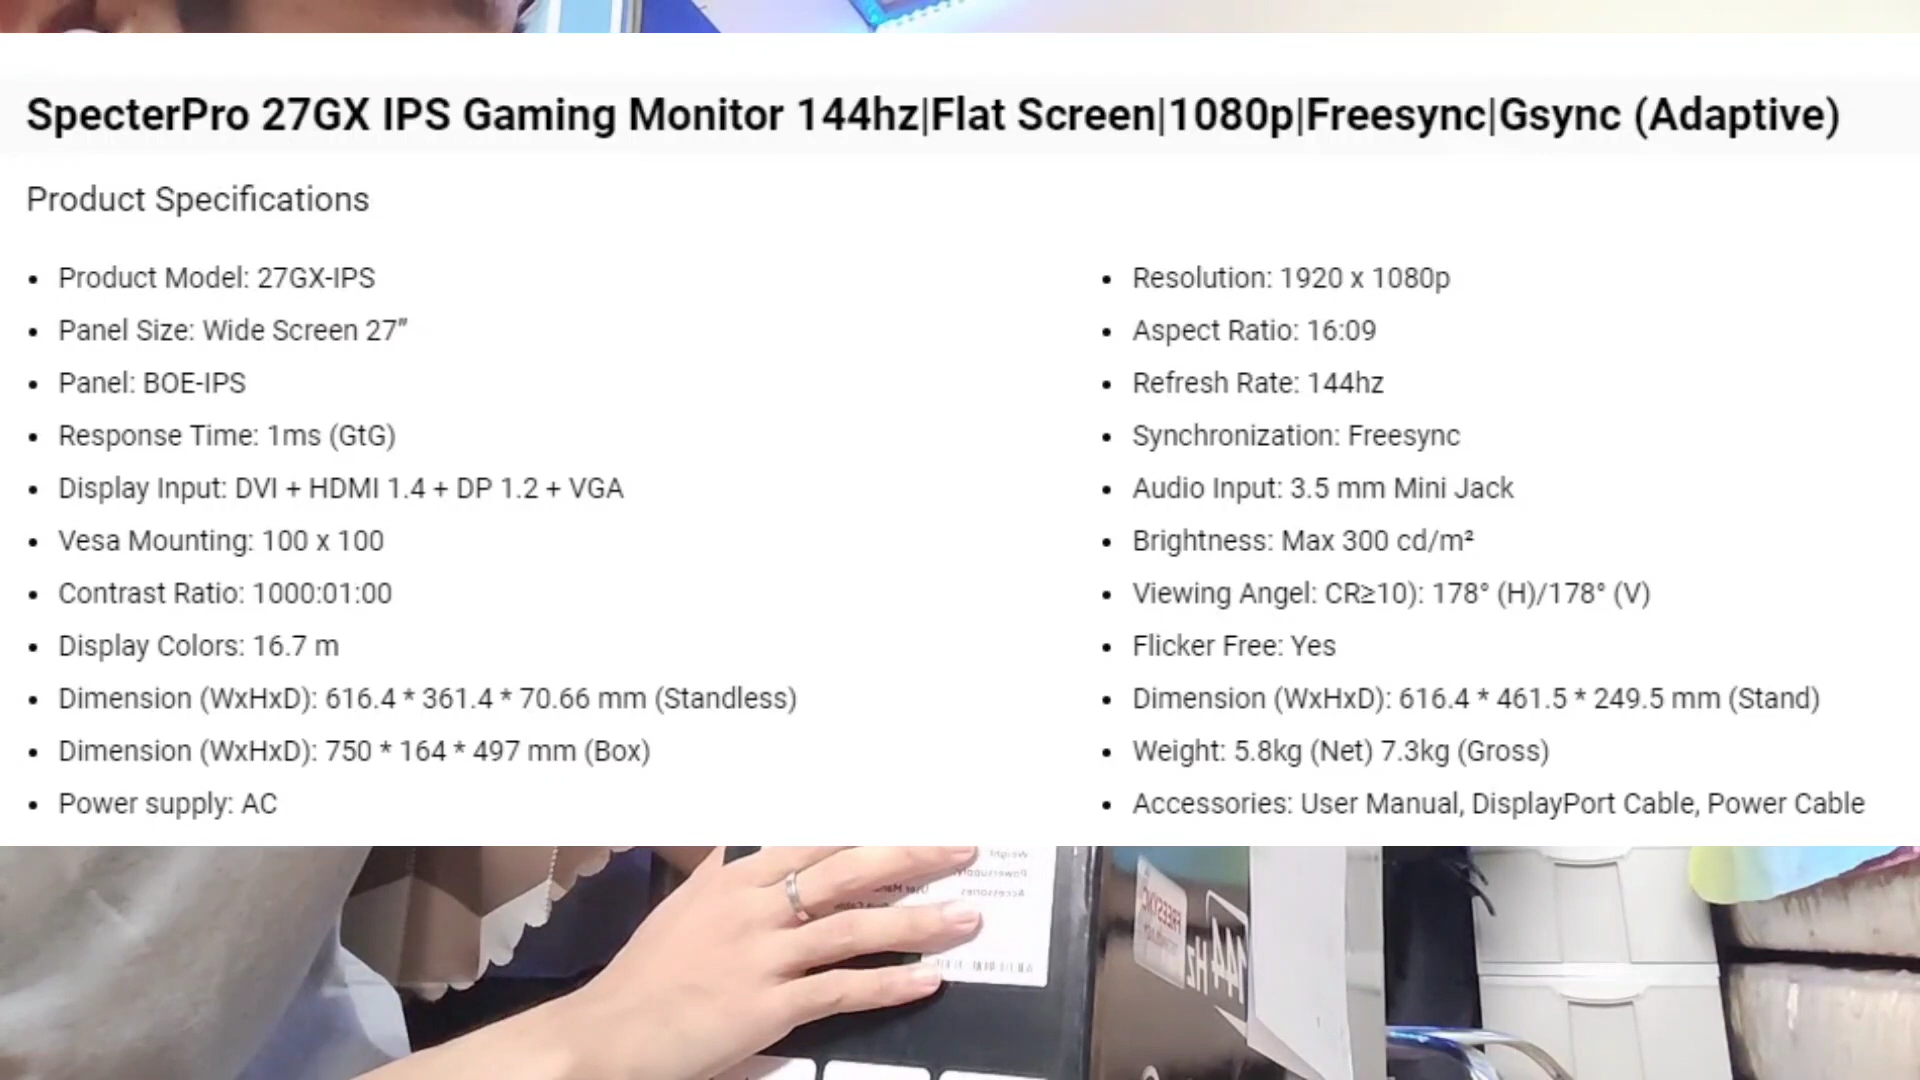 SpecterPro 27GX IPS Gaming Monitor 144hz|Flat Screen|1080p|Freesync|Gsync (Adaptive)
Product Specifications
Product Model: 27GX-IPS
Panel Size: Wide Screen 27”
Panel: BOE-IPS
Response Time: 1ms (GtG)
Display Input: DVI + HDMI 1.4 + DP 1.2 + VGA
Vesa Mounting: 100 x 100
Contrast Ratio: 1000:01:00
Display Colors: 16.7 m
Dimension (WxHxD): 616.4 * 361.4 * 70.66 mm (Standless)
Dimension (WxHxD): 750 * 164 * 497 mm (Box)
Power supply: AC
Resolution: 1920 x 1080p
Aspect Ratio: 16:09
Refresh Rate: 144hz
Synchronization: Freesync
Audio Input: 3.5 mm Mini Jack
Brightness: Max 300 cd/m²
Viewing Angel: CR≥10): 178° (H)/178° (V)
Flicker Free: Yes
Dimension (WxHxD): 616.4 * 461.5 * 249.5 mm (Stand)
Weight: 5.8kg (Net) 7.3kg (Gross)
Accessories: User Manual, DisplayPort Cable, Power Cable
Weight
Powersupply
Accessories
User Man
FREESYNC
144Hz